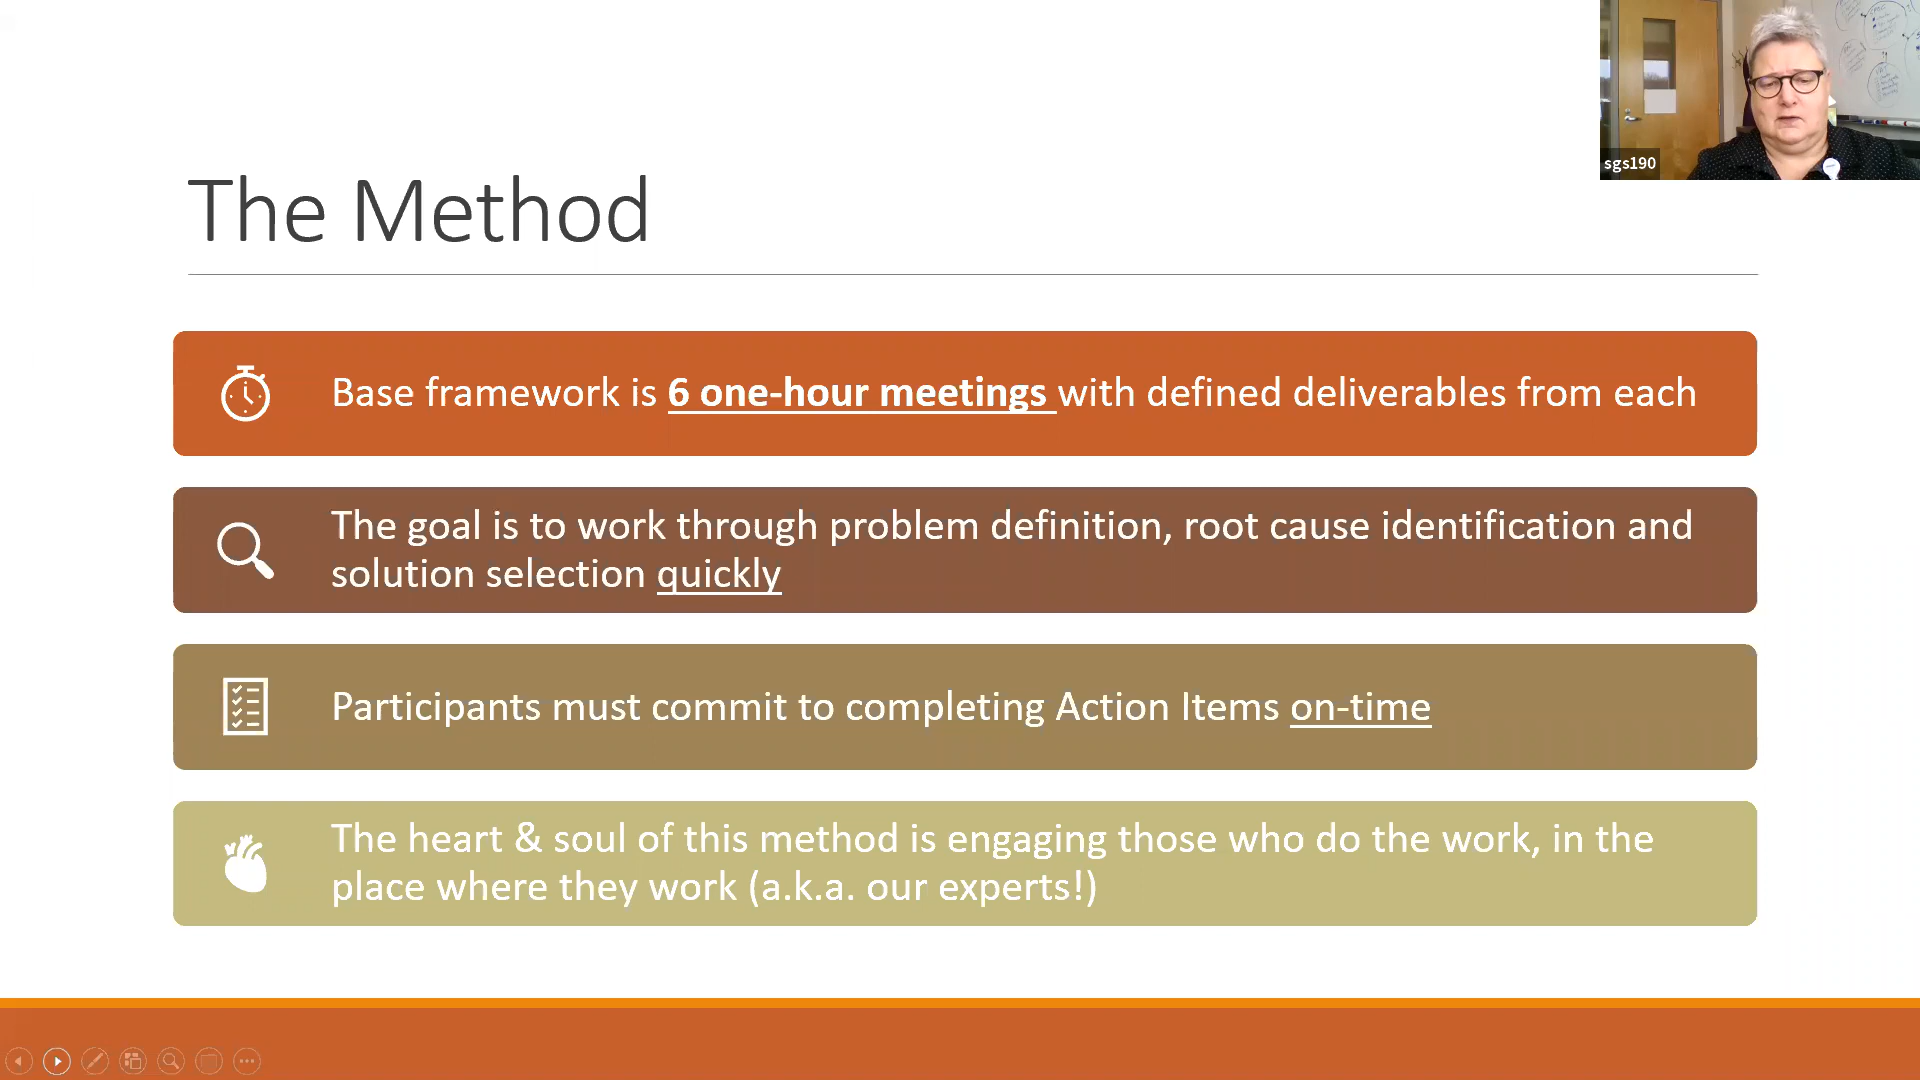 sgs190
The Method
Base framework is 6 one-hour meetings with defined deliverables from each
The goal is to work through problem definition, root cause identification and
solution selection quickly
Participants must commit to completing Action Items on-time
The heart & soul of this method is engaging those who do the work, in the
place where they work (a.k.a. our experts!)